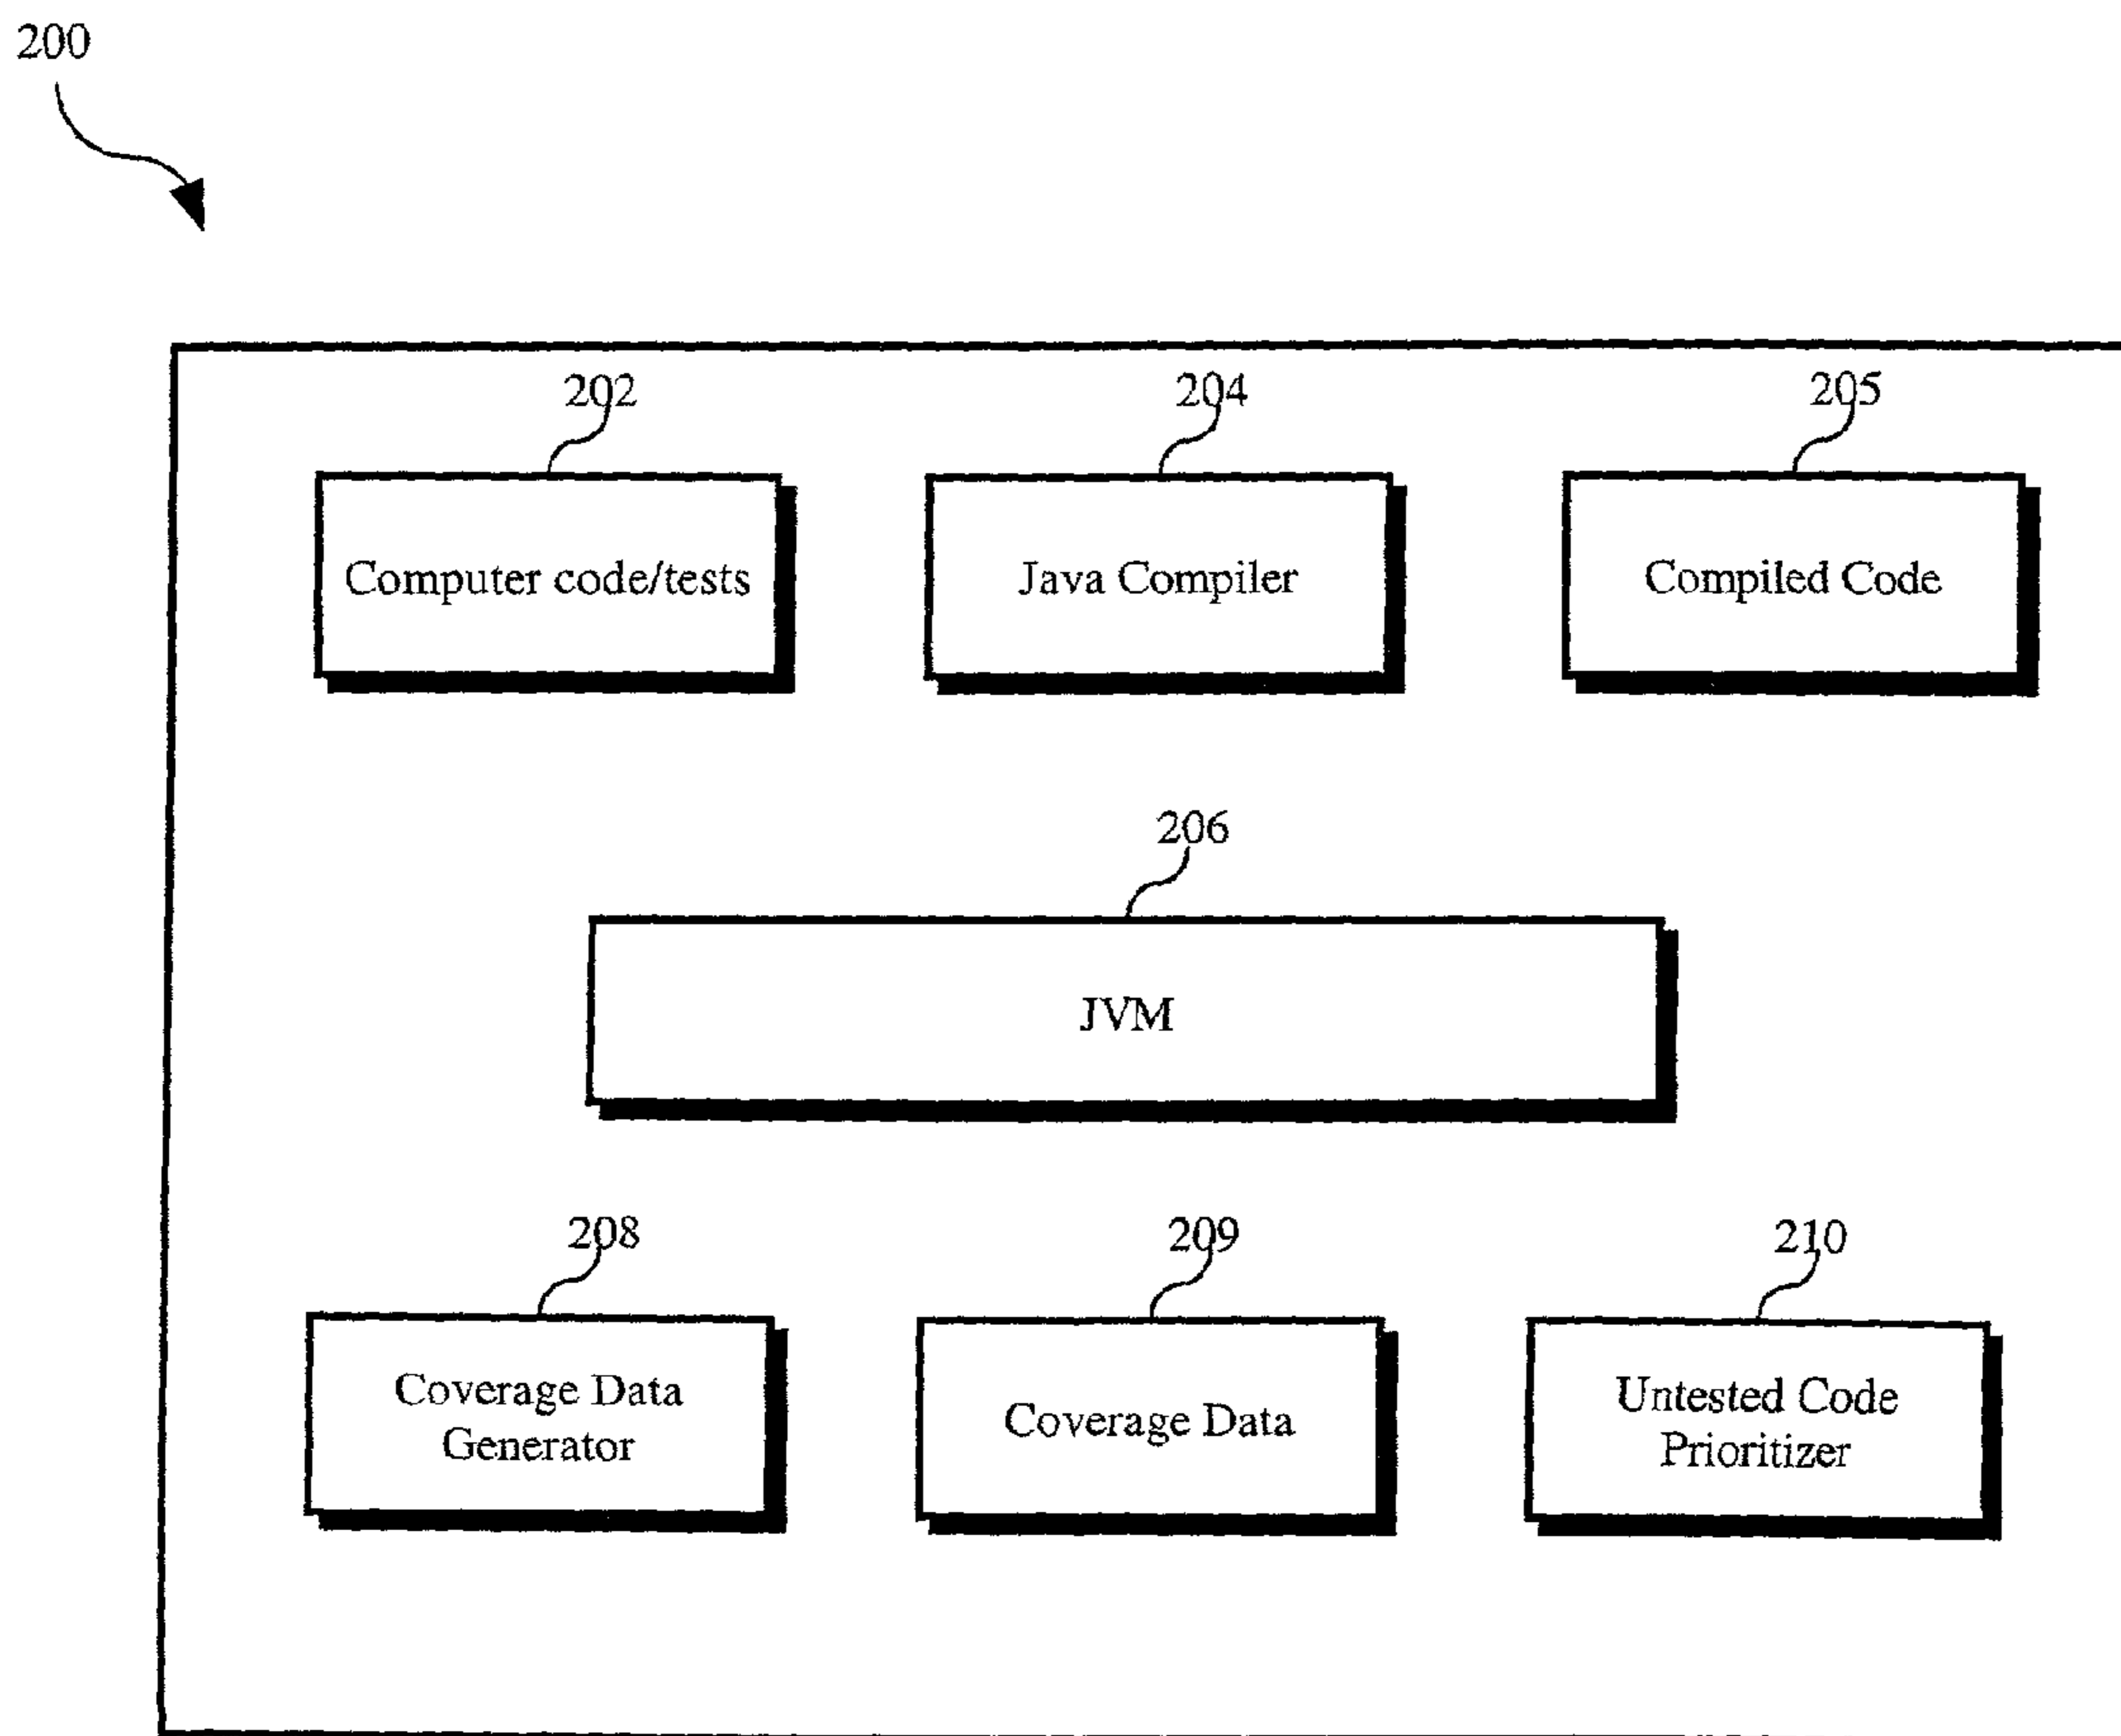 200
202
204
205
Computer code/tests
Java Compiler
Compiled Code
206
JVM
208
209
210
Coverage Data
Generator
Coverage Data
Untested Code
Prioritizer